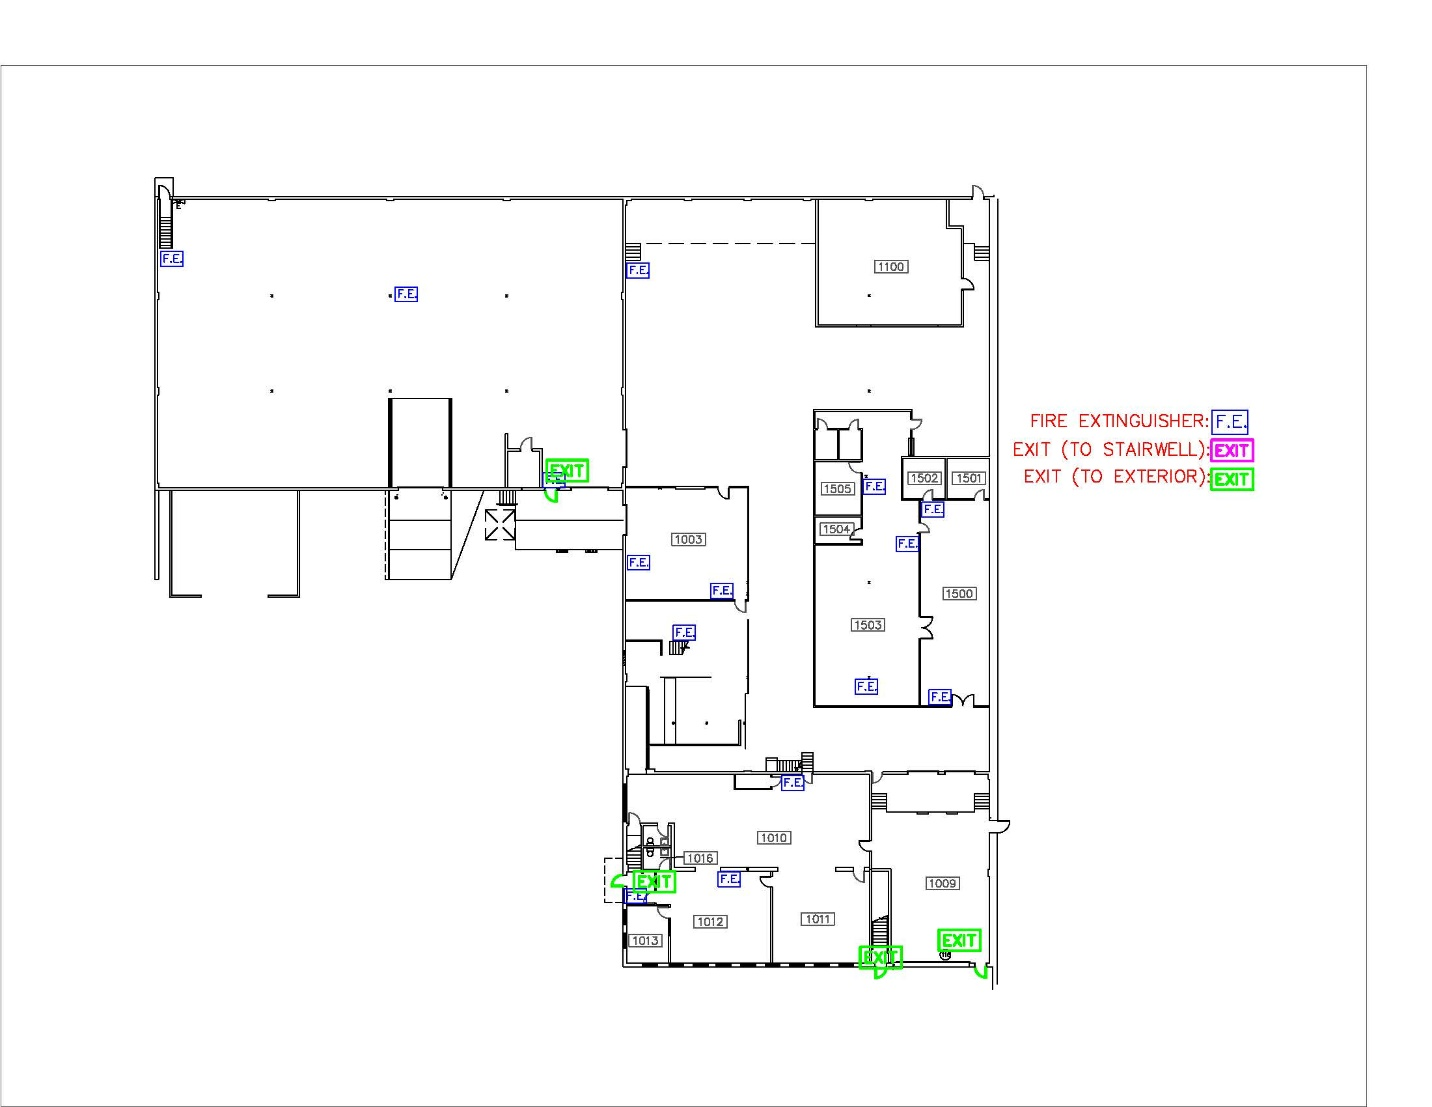 F.E.
F.E.
F.E.
1100
FIRE EXTINGUISHER: F.E.
EXIT (TO STAIRWELL): EXIT
EXIT (TO EXTERIOR): EXIT
EXIT
F.E.
1505
F.E.
1502
1501
F.E.
1504
1003
F.E.
F.E.
F.E.
1500
1503
F.E.
F.E.
F.E.
F.E.
1010
1016
EXIT
F.E.
1009
F.E.
1012
1011
1013
EXIT
EXIT